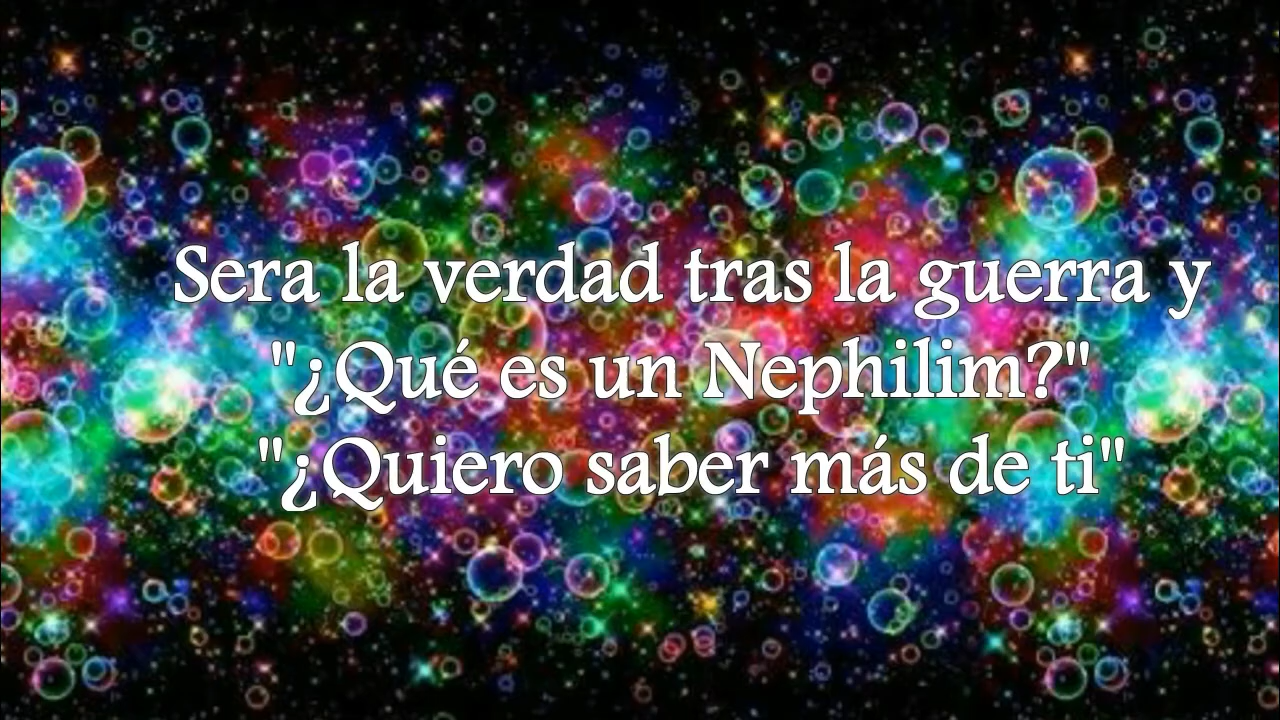 Sera la verdad tras la guerra y
"¿Qué es un Nephilim?"
"¿Quiero saber más de ti"